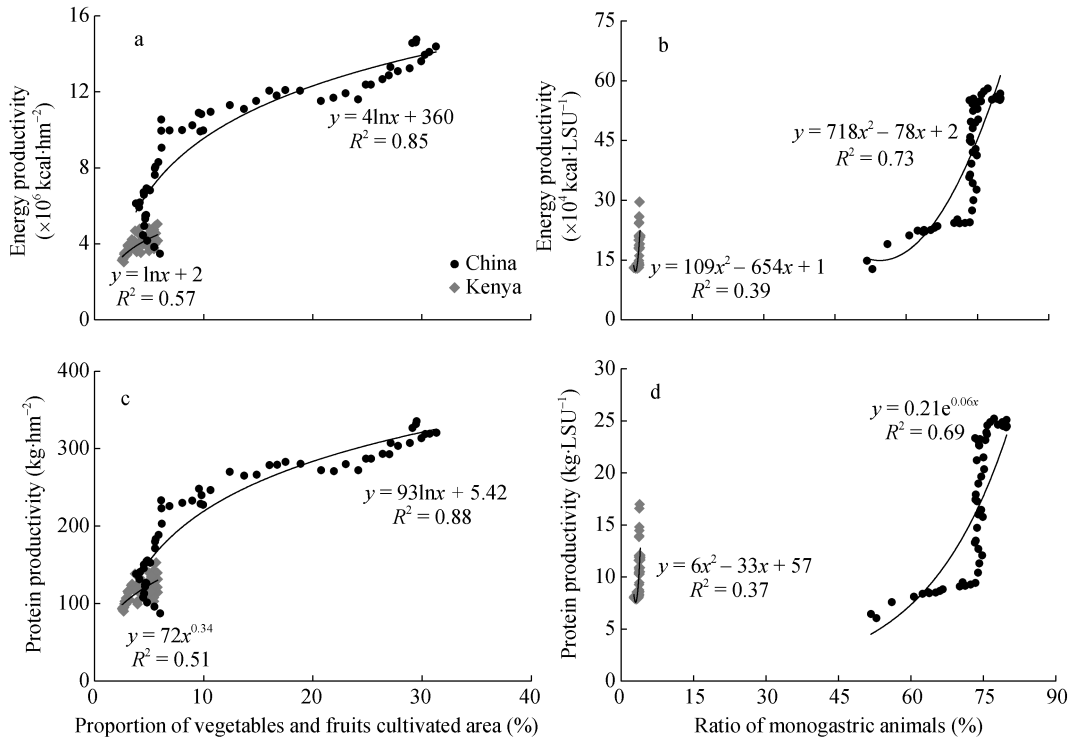 a
Energy productivity
(×10⁶ kcal·hm⁻²)
16
12
8
4
0
y = 4lnx + 360
R² = 0.85
y = lnx + 2
R² = 0.57
China
Kenya
b
Energy productivity
(×10⁴ kcal·LSU⁻¹)
75
60
45
30
15
0
y = 718x² − 78x + 2
R² = 0.73
y = 109x² − 654x + 1
R² = 0.39
c
Protein productivity (kg·hm⁻²)
400
300
200
100
0
y = 93lnx + 5.42
R² = 0.88
y = 72x^0.34
R² = 0.51
0 10 20 30 40
Proportion of vegetables and fruits cultivated area (%)
d
Protein productivity (kg·LSU⁻¹)
30
25
20
15
10
5
0
y = 0.21e^0.06x
R² = 0.69
y = 6x² − 33x + 57
R² = 0.37
0 15 30 45 60 75 90
Ratio of monogastric animals (%)